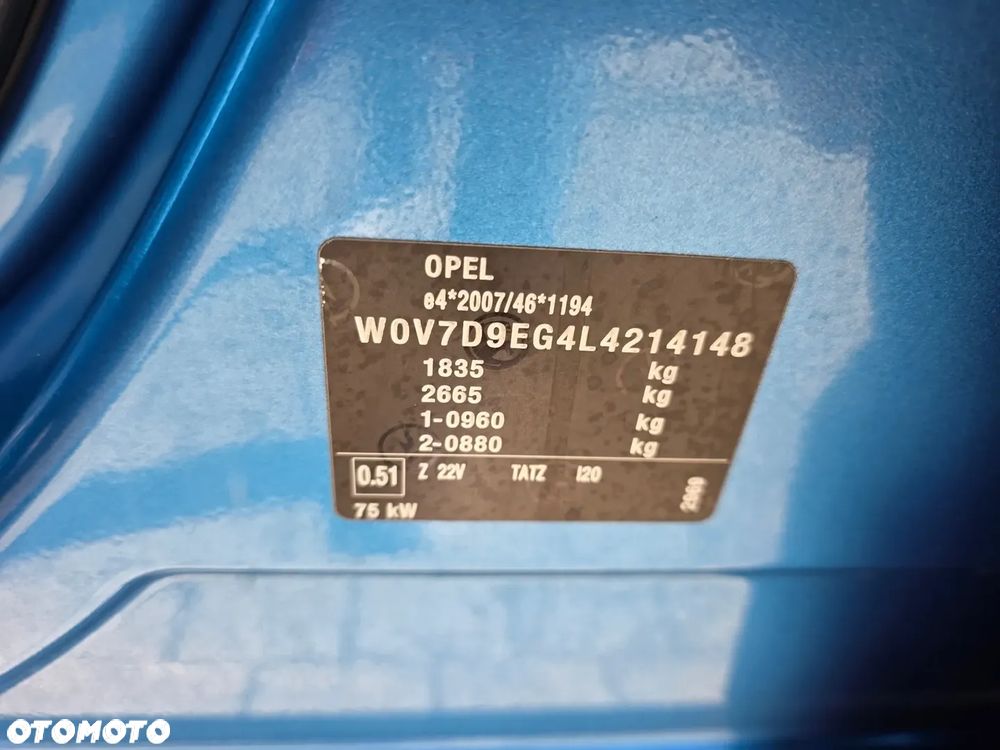 OPEL
e4*2007/46*1194
W0V7D9EG4L4214148
1835 kg
2665 kg
1-0960 kg
2-0880 kg
0.51 Z 22V TATZ I20
75 kW
OTOMOTO